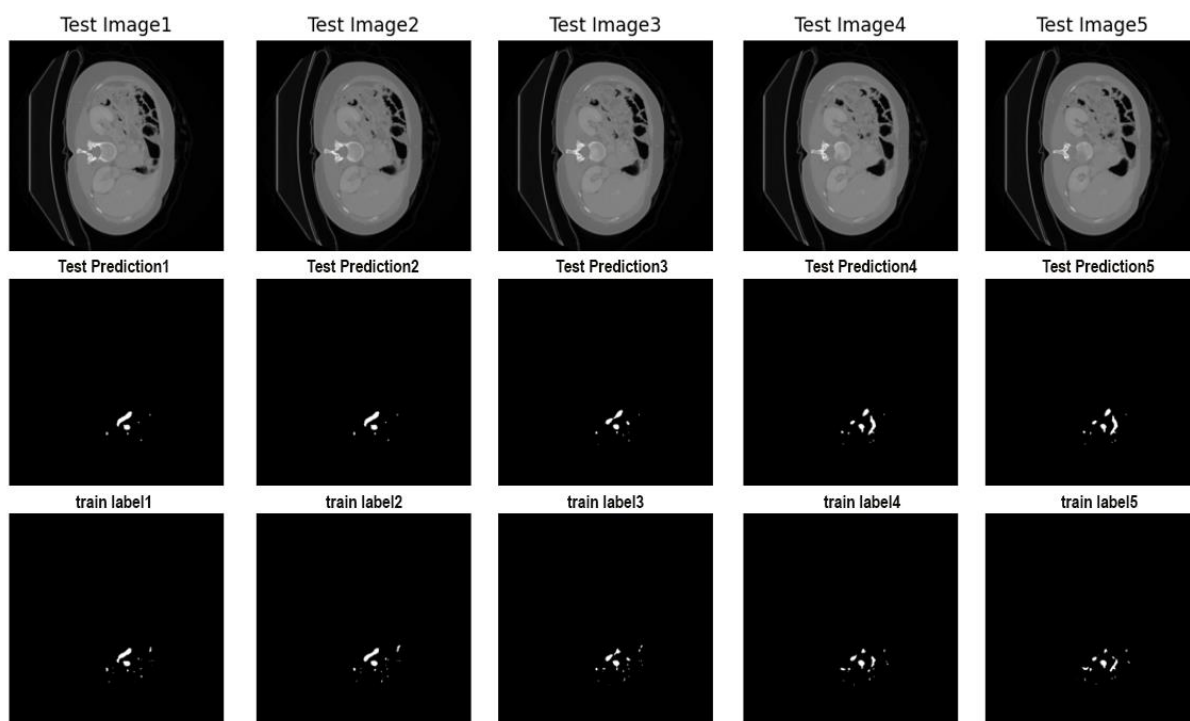 Test Image1 Test Image2 Test Image3 Test Image4 Test Image5
Test Prediction1 Test Prediction2 Test Prediction3 Test Prediction4 Test Prediction5
train label1 train label2 train label3 train label4 train label5